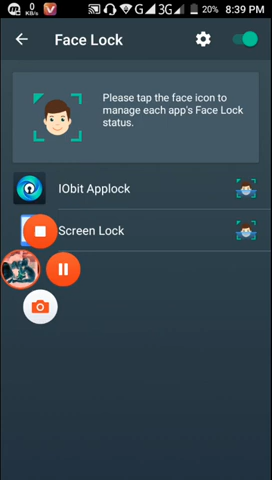 0
KB/s
G
3G
20%
8:39 PM
Face Lock
Please tap the face icon to
manage each app's Face Lock
status.
IObit Applock
Screen Lock